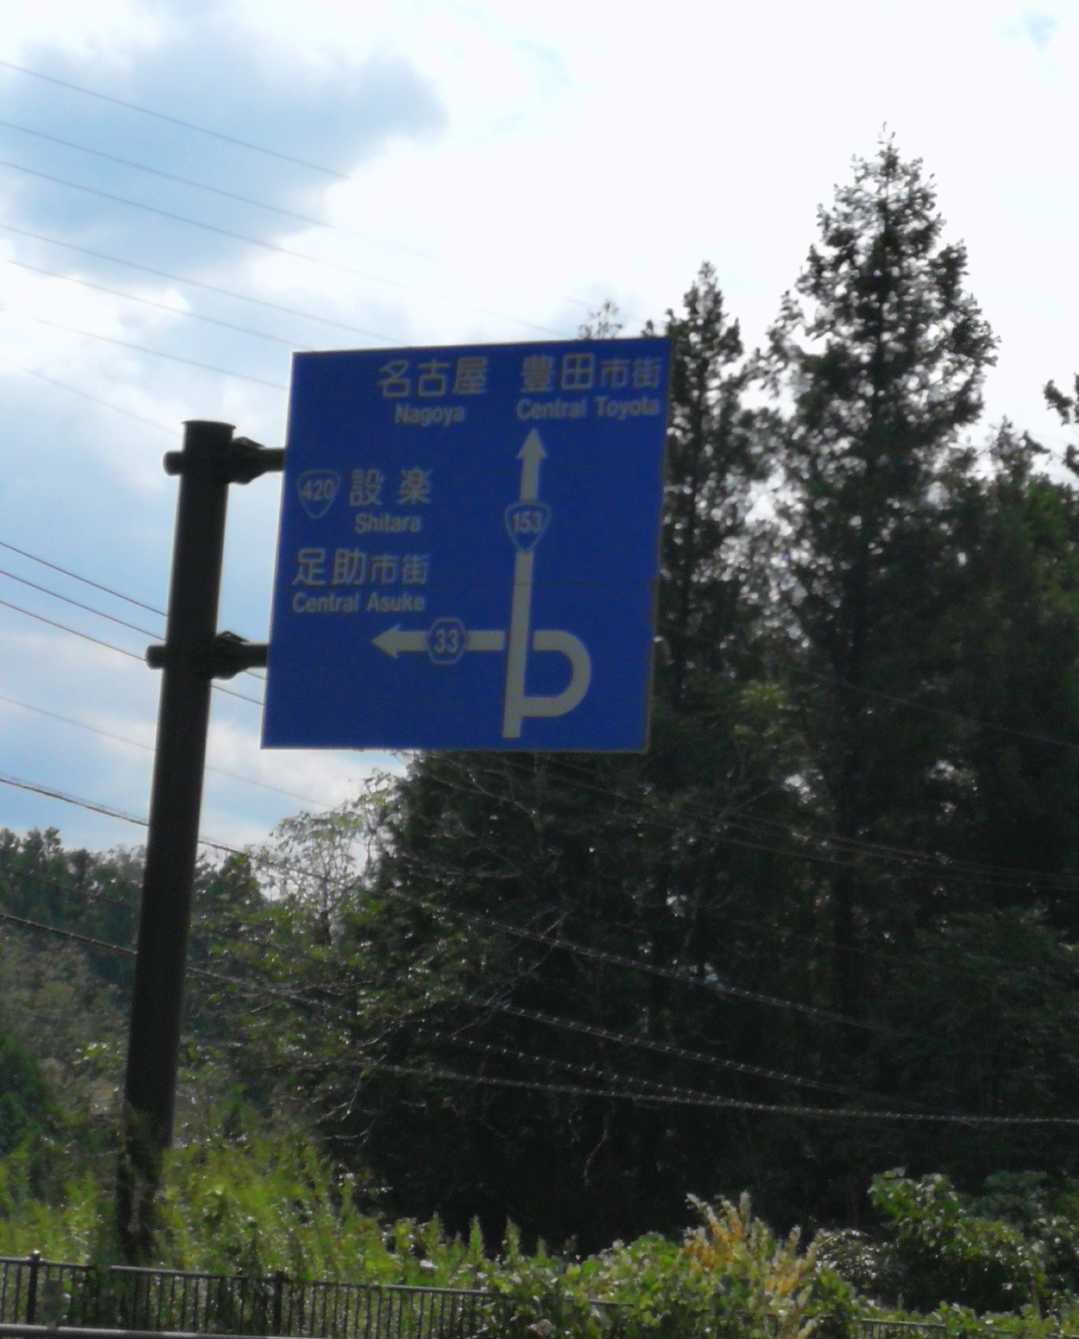 名古屋 豊田市街
Nagoya Central Toyota
420 設楽
Shitara
153
足助市街
Central Asuke
33